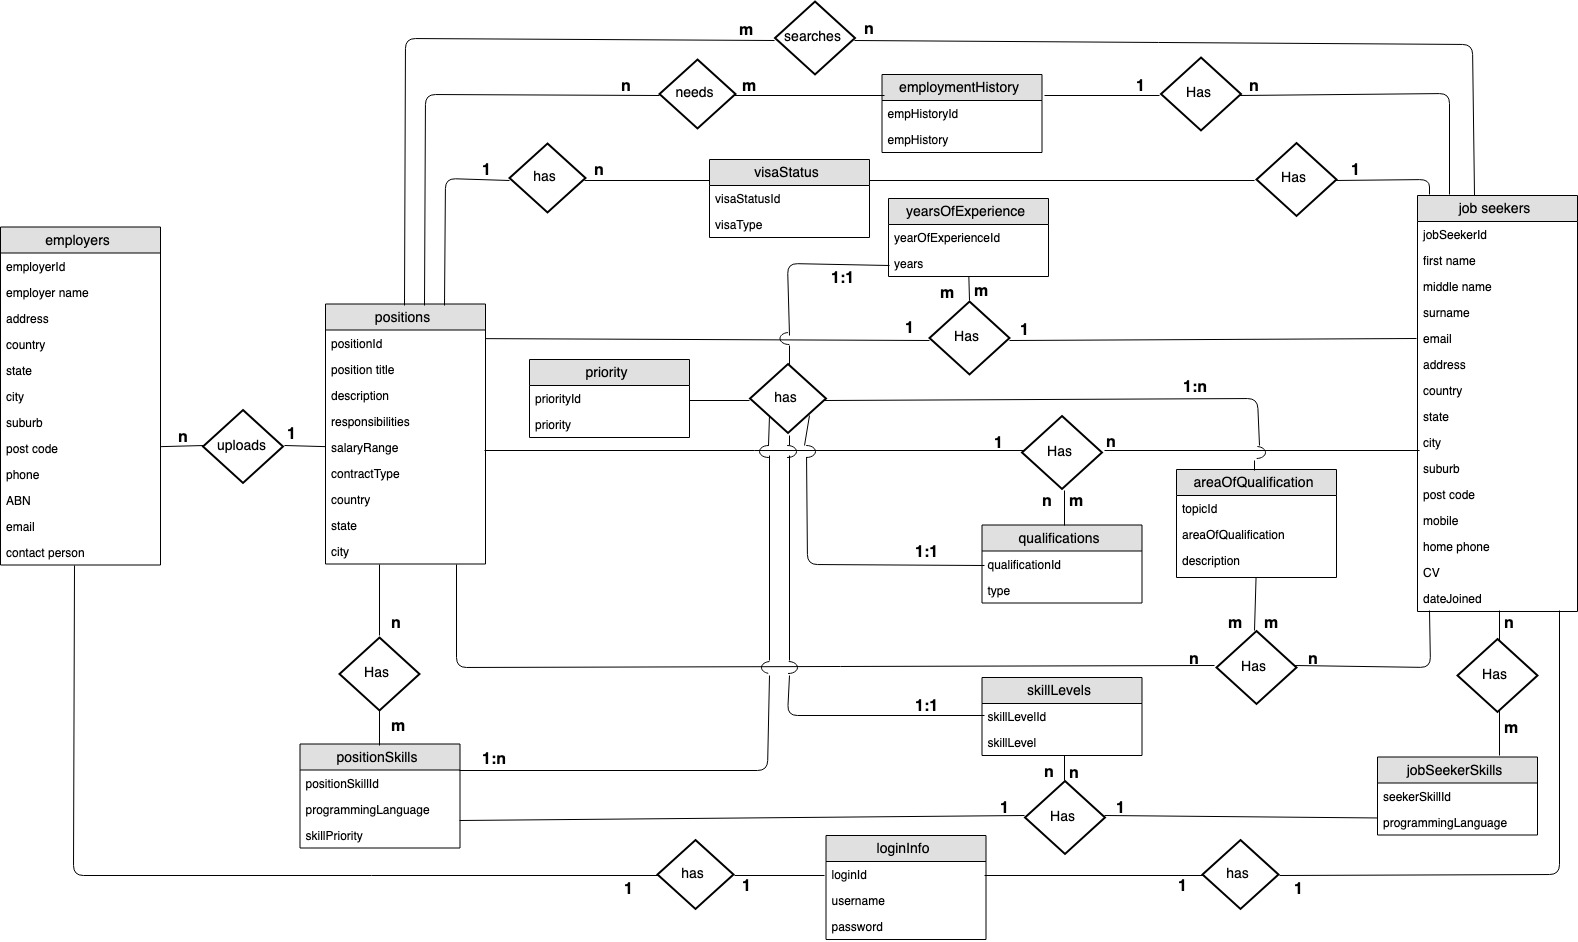 m
searches
n
n
needs
m
employmentHistory
empHistoryId
empHistory
1
Has
n
1
has
n
visaStatus
visaStatusId
visaType
Has
1
yearsOfExperience
yearOfExperienceId
years
1:1
m
m
1
Has
1
employers
employerId
employer name
address
country
state
city
suburb
post code
phone
ABN
email
contact person
n
uploads
1
positions
positionId
position title
description
responsibilities
salaryRange
contractType
country
state
city
priority
priorityId
priority
has
1:n
1
Has
n
n
m
qualifications
qualificationId
type
1:1
areaOfQualification
topicId
areaOfQualification
description
m
m
n
Has
n
job seekers
jobSeekerId
first name
middle name
surname
email
address
country
state
city
suburb
post code
mobile
home phone
CV
dateJoined
n
Has
m
positionSkills
positionSkillId
programmingLanguage
skillPriority
1:n
1:1
skillLevels
skillLevelId
skillLevel
n
n
1
Has
1
n
Has
m
jobSeekerSkills
seekerSkillId
programmingLanguage
1
has
1
loginInfo
loginId
username
password
1
has
1